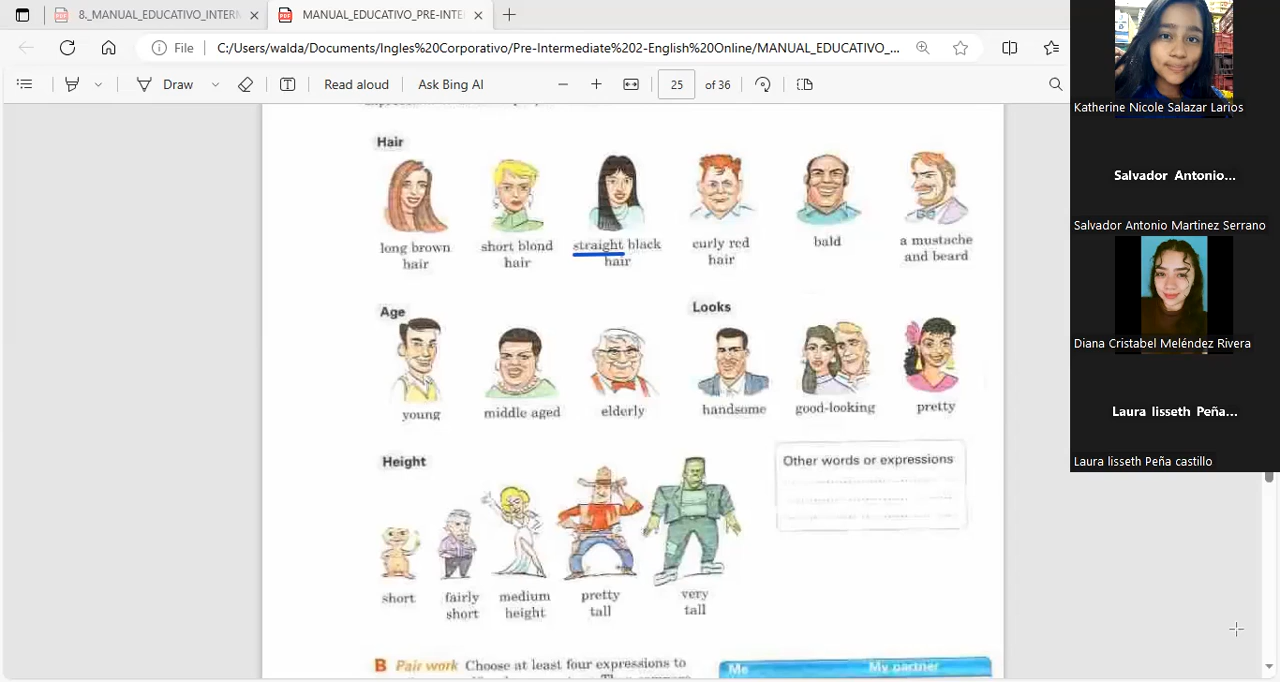 8_MANUAL_EDUCATIVO_INTERM
MANUAL_EDUCATIVO_PRE-INTE
File
C:/Users/walda/Documents/Ingles%20Corporativo/Pre-Intermediate%202-English%20Online/MANUAL_EDUCATIVO_...
Draw
Read aloud
Ask Bing AI
25
of 36
Hair
long brown
hair
short blond
hair
straight black
hair
curly red
hair
bald
a mustache
and beard
Age
young
middle aged
elderly
Looks
handsome
good-looking
pretty
Height
short
fairly
short
medium
height
pretty
tall
very
tall
Other words or expressions
B Pair work Choose at least four expressions to
Me
My partner
Katherine Nicole Salazar Larios
Salvador Antonio...
Salvador Antonio Martinez Serrano
Diana Cristabel Meléndez Rivera
Laura lisseth Peña...
Laura lisseth Peña castillo